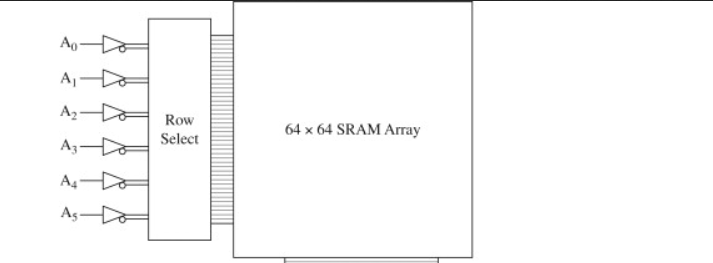 A₀
A₁
A₂
A₃
A₄
A₅
Row
Select
64 × 64 SRAM Array